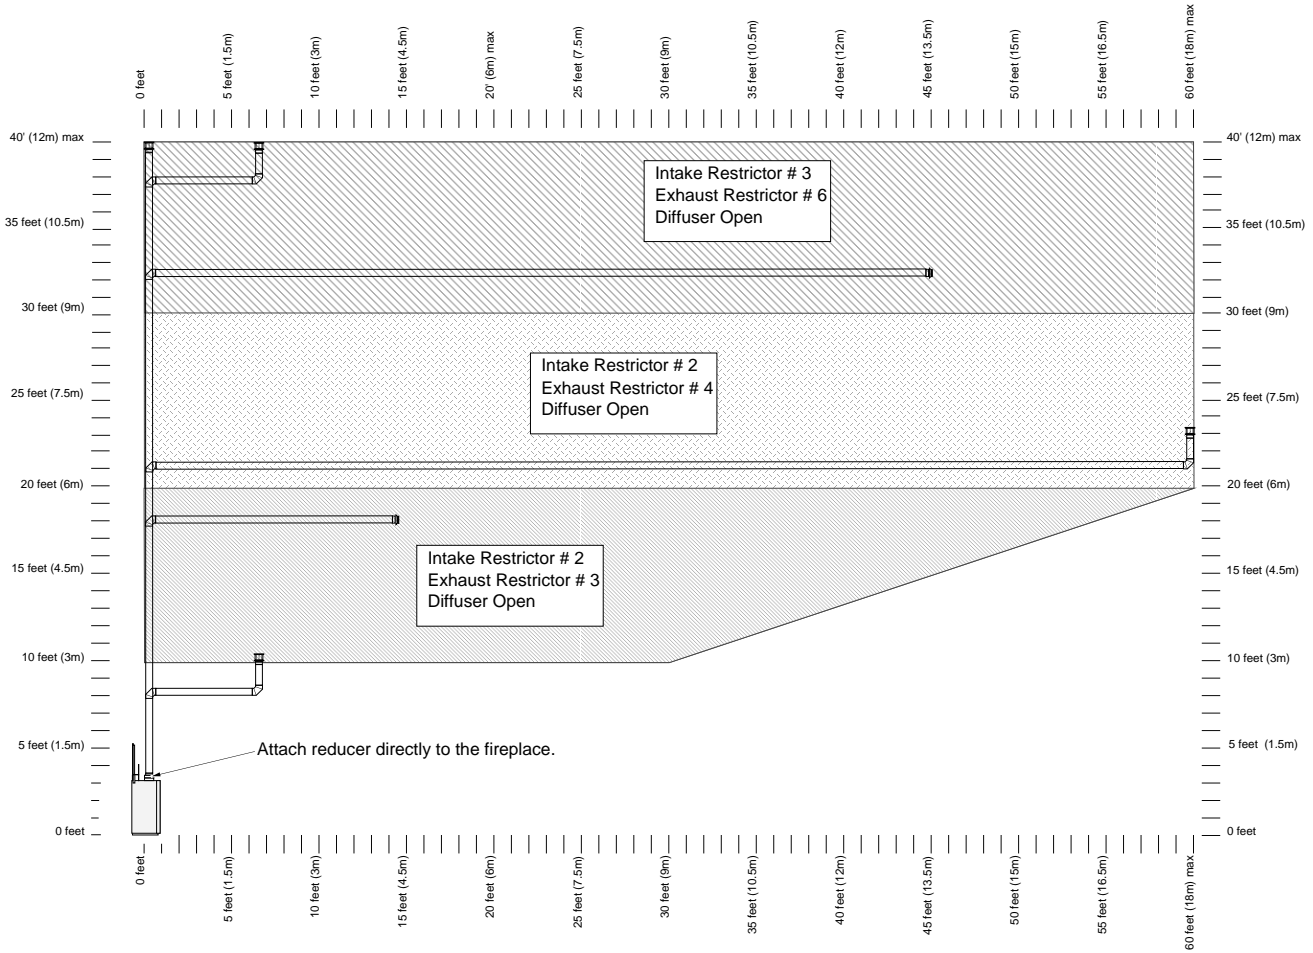 0 feet
5 feet (1.5m)
10 feet (3m)
15 feet (4.5m)
20' (6m) max
25 feet (7.5m)
30 feet (9m)
35 feet (10.5m)
40 feet (12m)
45 feet (13.5m)
50 feet (15m)
55 feet (16.5m)
60 feet (18m) max
40' (12m) max
35 feet (10.5m)
30 feet (9m)
25 feet (7.5m)
20 feet (6m)
15 feet (4.5m)
10 feet (3m)
5 feet (1.5m)
0 feet
Intake Restrictor # 3
Exhaust Restrictor # 6
Diffuser Open
Intake Restrictor # 2
Exhaust Restrictor # 4
Diffuser Open
Intake Restrictor # 2
Exhaust Restrictor # 3
Diffuser Open
Attach reducer directly to the fireplace.
40' (12m) max
35 feet (10.5m)
30 feet (9m)
25 feet (7.5m)
20 feet (6m)
15 feet (4.5m)
10 feet (3m)
5 feet (1.5m)
0 feet
0 feet
5 feet (1.5m)
10 feet (3m)
15 feet (4.5m)
20 feet (6m) max
25 feet (7.5m)
30 feet (9m)
35 feet (10.5m)
40 feet (12m)
45 feet (13.5m)
50 feet (15m)
55 feet (16.5m)
60 feet (18m) max